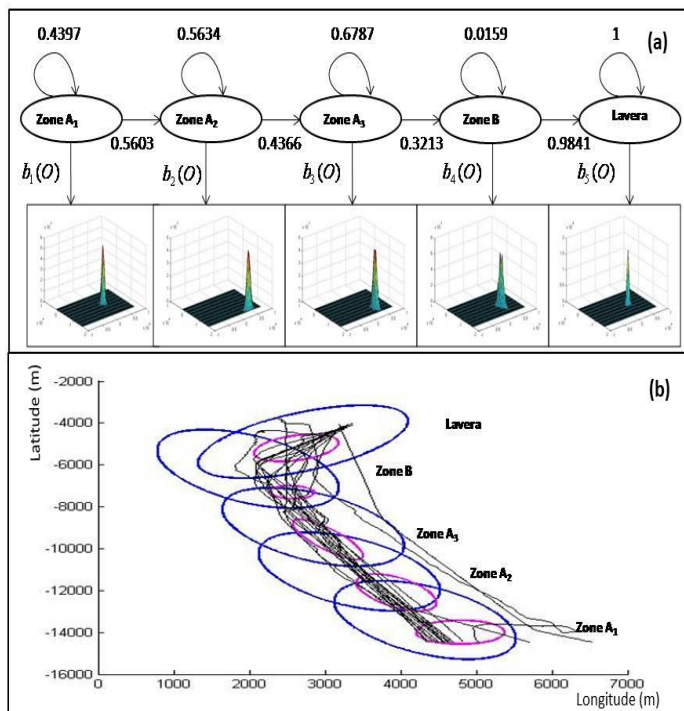 0.4397 0.5634 0.6787 0.0159 1 (a)
Zone A₁ Zone A₂ Zone A₃ Zone B Lavera
0.5603 0.4366 0.3213 0.9841
b₁(O) b₂(O) b₃(O) b₄(O) b₅(O)
(b)
Latitude (m)
-2000
-4000
-6000
-8000
-10000
-12000
-14000
-16000
Lavera
Zone B
Zone A₃
Zone A₂
Zone A₁
0 1000 2000 3000 4000 5000 6000 7000
Longitude (m)